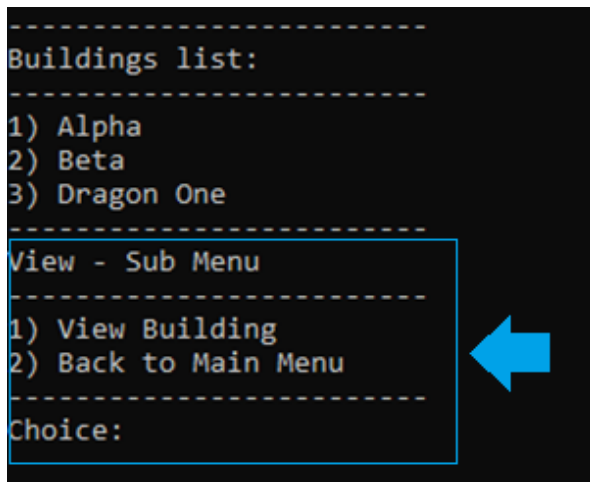 --------------------------
Buildings list:
--------------------------
1) Alpha
2) Beta
3) Dragon One
--------------------------
View - Sub Menu
--------------------------
1) View Building
2) Back to Main Menu
--------------------------
Choice: